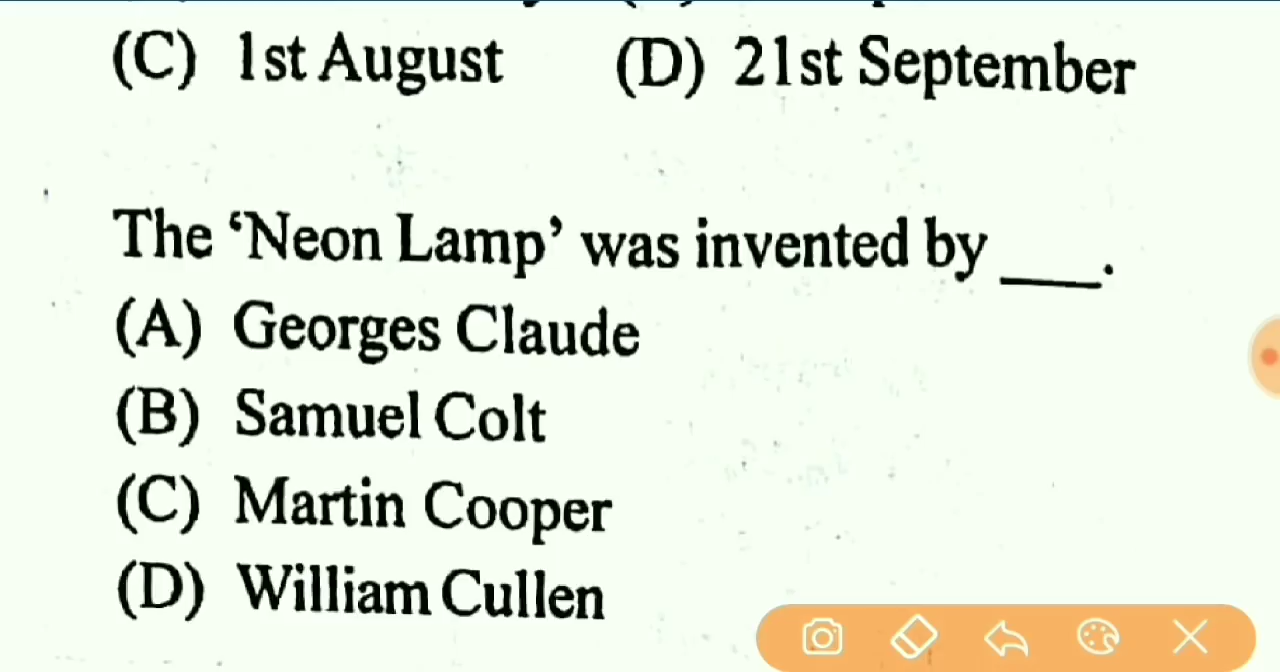 (C) 1st August (D) 21st September
The ‘Neon Lamp’ was invented by ___.
(A) Georges Claude
(B) Samuel Colt
(C) Martin Cooper
(D) William Cullen